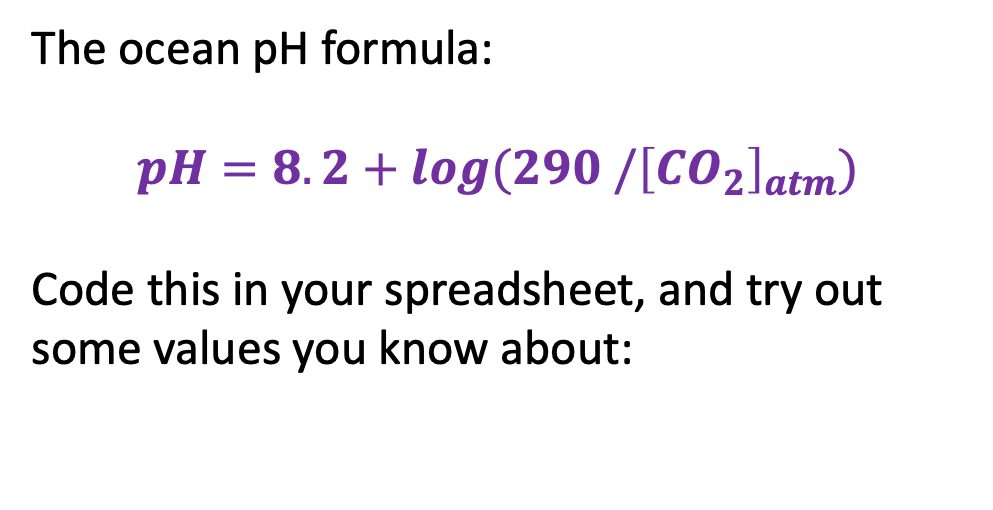 The ocean pH formula:
pH = 8.2 + log(290 /[CO₂]ₐₜₘ)
Code this in your spreadsheet, and try out
some values you know about: